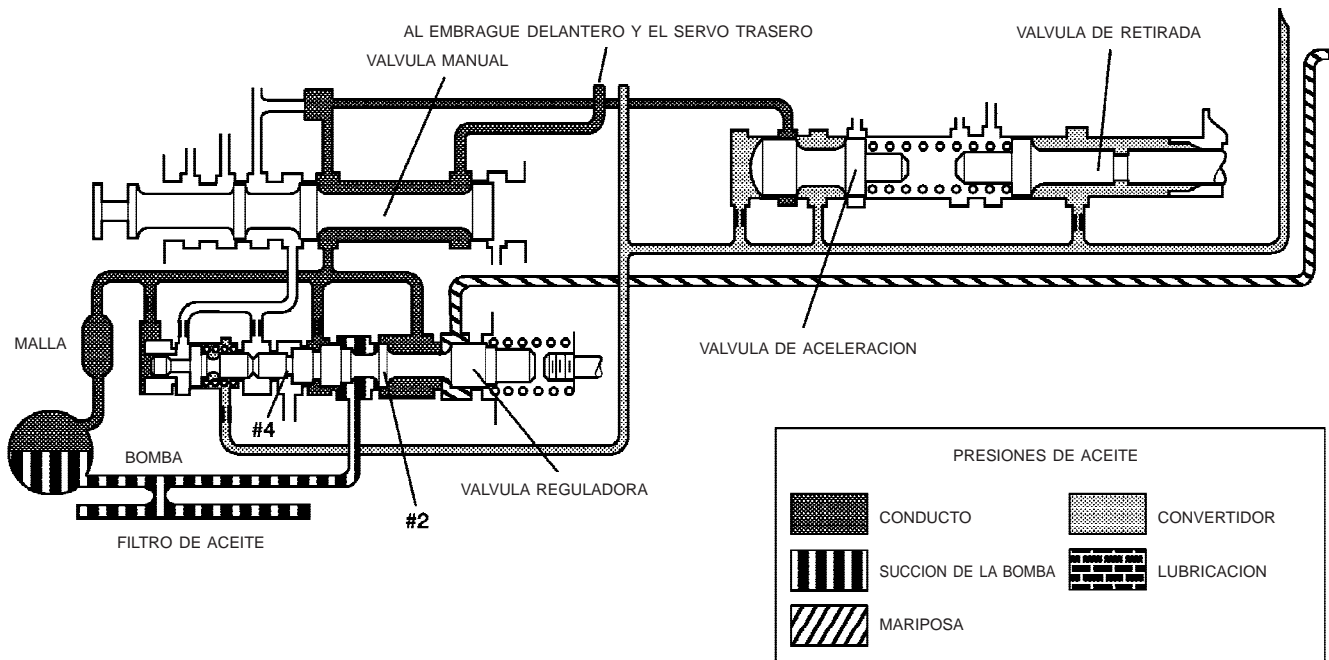 AL EMBRAGUE DELANTERO Y EL SERVO TRASERO
VALVULA MANUAL
VALVULA DE RETIRADA
MALLA
VALVULA DE ACELERACION
#4
BOMBA
VALVULA REGULADORA
#2
FILTRO DE ACEITE
PRESIONES DE ACEITE
CONDUCTO
CONVERTIDOR
SUCCION DE LA BOMBA
LUBRICACION
MARIPOSA